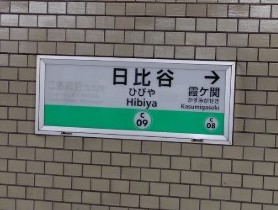 日比谷
ひびや
Hibiya
→
霞ケ関
かすみがせき
Kasumigaseki
C
09
C
08